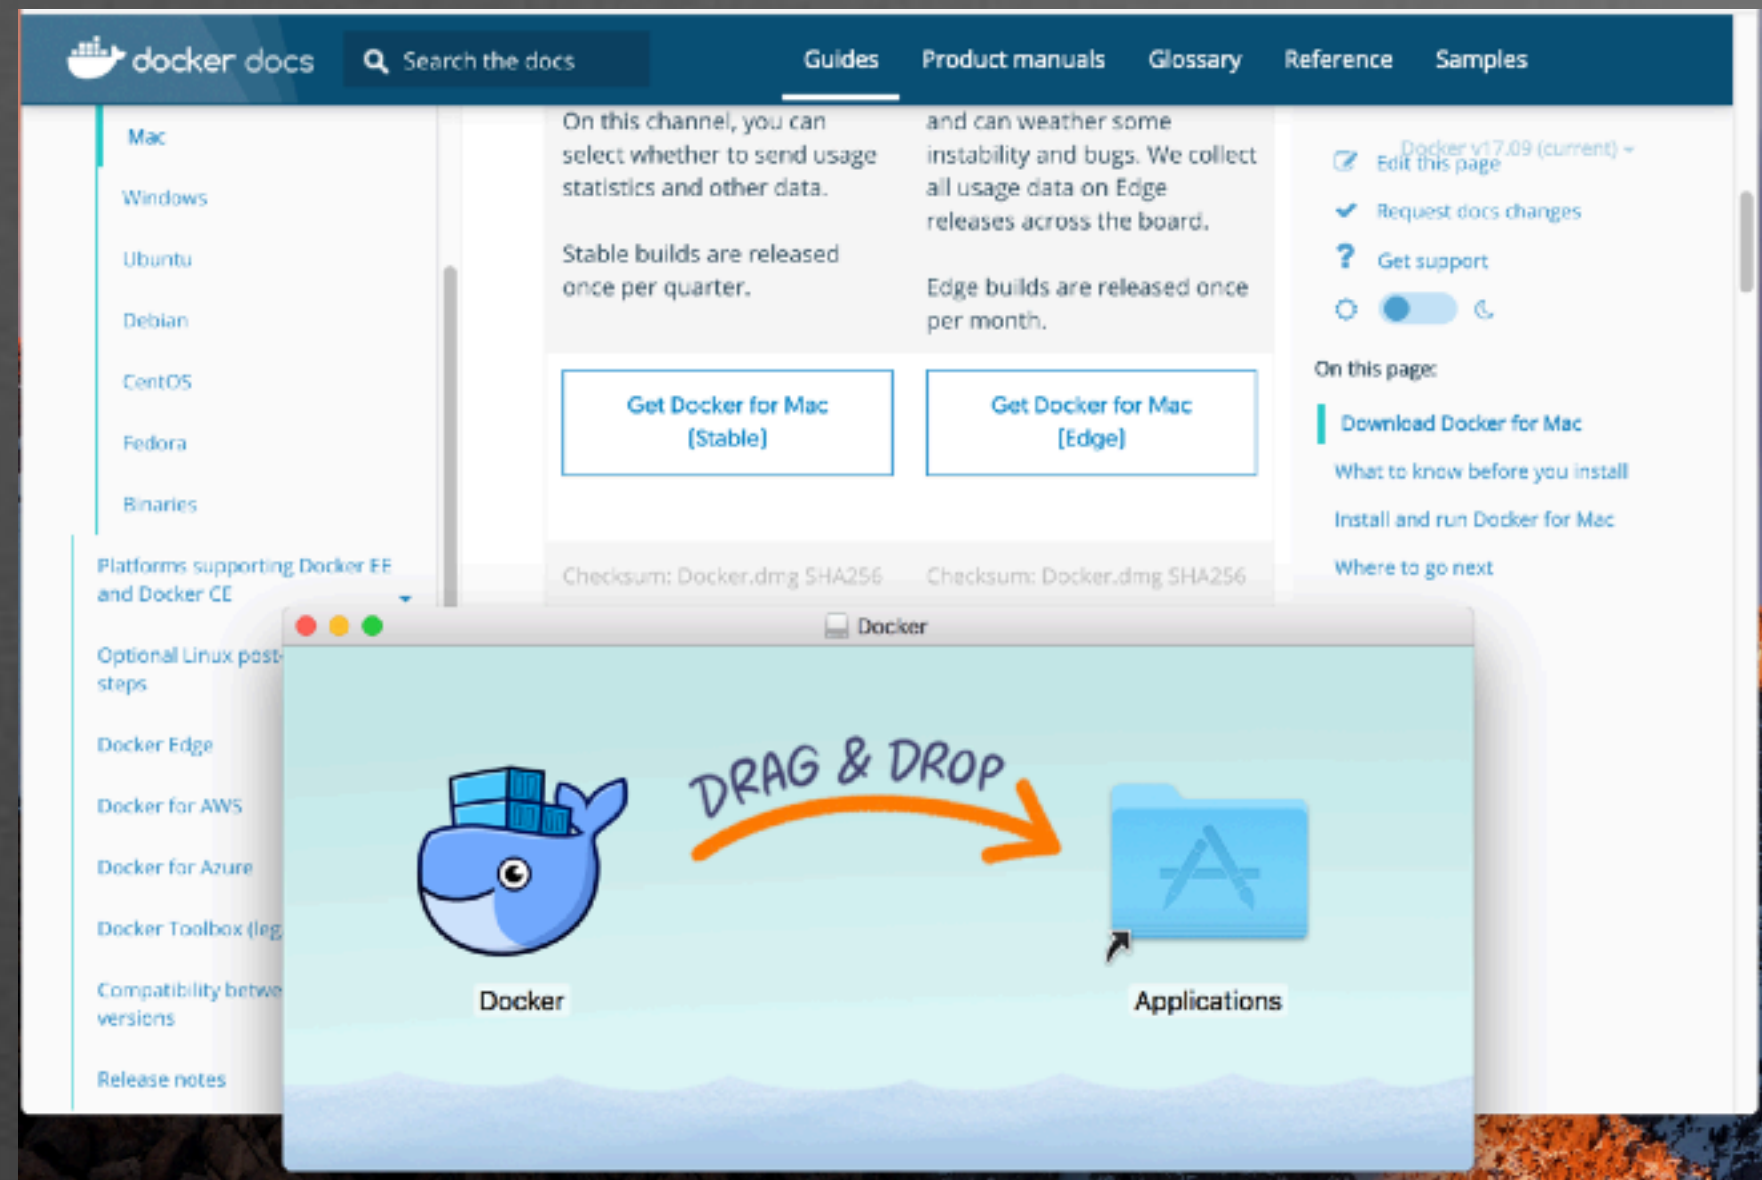 docker docs
Search the docs
Guides
Product manuals
Glossary
Reference
Samples
Mac
Windows
Ubuntu
Debian
CentOS
Fedora
Binaries
Platforms supporting Docker EE
and Docker CE
Optional Linux post-
steps
Docker Edge
Docker for AWS
Docker for Azure
Docker Toolbox (leg
Compatibility betwe
versions
Release notes
On this channel, you can
select whether to send usage
statistics and other data.
Stable builds are released
once per quarter.
Get Docker for Mac
(Stable)
Checksum: Docker.dmg SHA256
and can weather some
instability and bugs. We collect
all usage data on Edge
releases across the board.
Edge builds are released once
per month.
Get Docker for Mac
(Edge)
Checksum: Docker.dmg SHA256
Docker v17.09 (current)
Edit this page
Request docs changes
Get support
On this page:
Download Docker for Mac
What to know before you install
Install and run Docker for Mac
Where to go next
Docker
DRAG & DROP
Docker
Applications